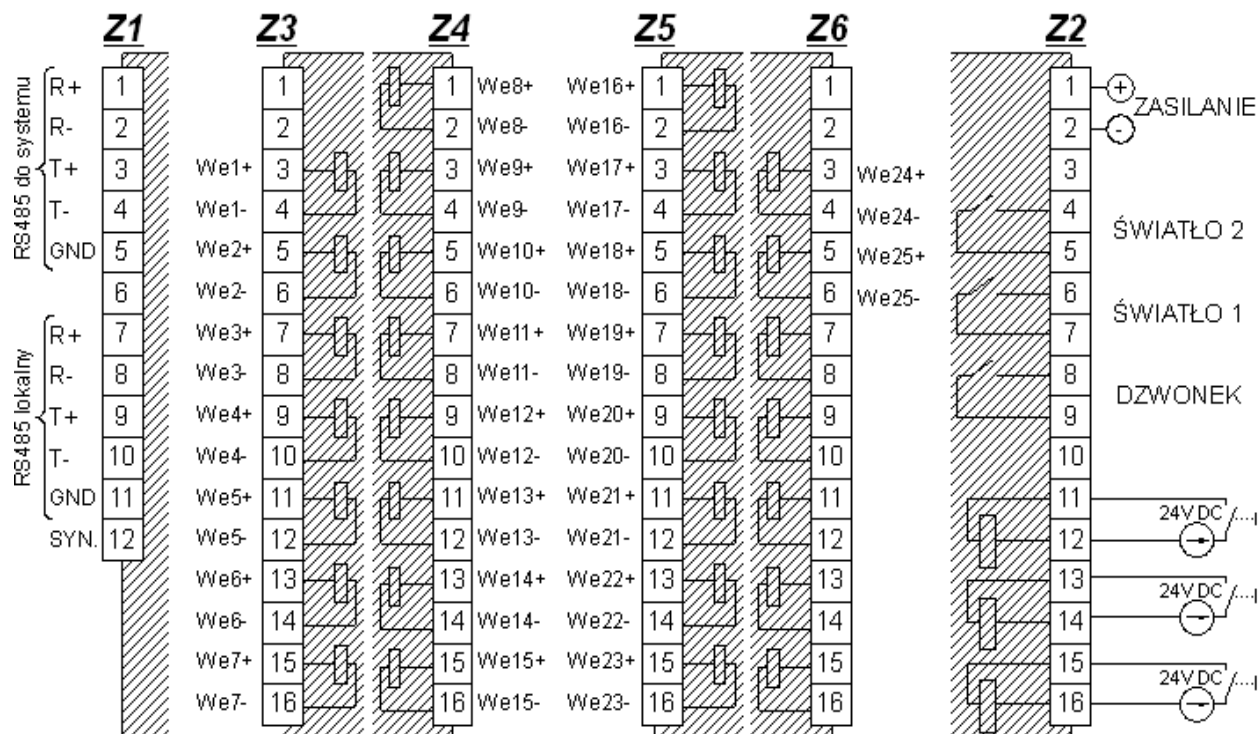 Z1 Z3 Z4 Z5 Z6 Z2
R+ 1 1 1 We8+ We16+ 1 1 1 + ZASILANIE
R- 2 2 2 We8- We16- 2 2 2 -
T+ 3 We1+ 3 3 We9+ We17+ 3 3 We24+ 3
T- 4 We1- 4 4 We9- We17- 4 4 We24- 4 ŚWIATŁO 2
GND 5 We2+ 5 5 We10+ We18+ 5 5 We25+ 5
RS485 do systemu
6 We2- 6 6 We10- We18- 6 6 We25- 6 ŚWIATŁO 1
R+ 7 We3+ 7 7 We11+ We19+ 7 7 7
R- 8 We3- 8 8 We11- We19- 8 8 8 DZWONEK
T+ 9 We4+ 9 9 We12+ We20+ 9 9 9
T- 10 We4- 10 10 We12- We20- 10 10 10
GND 11 We5+ 11 11 We13+ We21+ 11 11 11 24V DC
RS485 lokalny
SYN. 12 We5- 12 12 We13- We21- 12 12 12
We6+ 13 13 We14+ We22+ 13 13 13 24V DC
We6- 14 14 We14- We22- 14 14 14
We7+ 15 15 We15+ We23+ 15 15 15 24V DC
We7- 16 16 We15- We23- 16 16 16